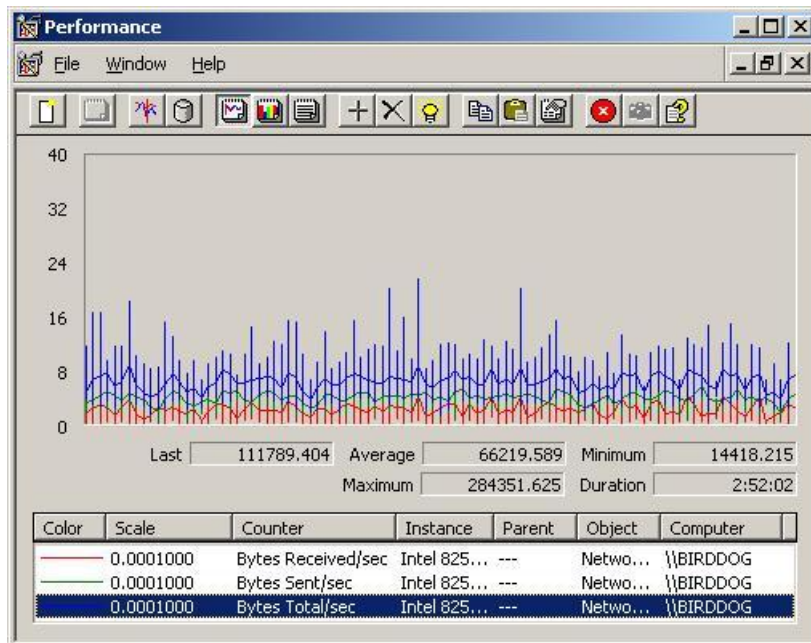 Performance
File Window Help
40
32
24
16
8
0
Last 111789.404 Average 66219.589 Minimum 14418.215
Maximum 284351.625 Duration 2:52:02
Color Scale Counter Instance Parent Object Computer
0.0001000 Bytes Received/sec Intel 825... --- Netwo... \\BIRDDOG
0.0001000 Bytes Sent/sec Intel 825... --- Netwo... \\BIRDDOG
0.0001000 Bytes Total/sec Intel 825... --- Netwo... \\BIRDDOG